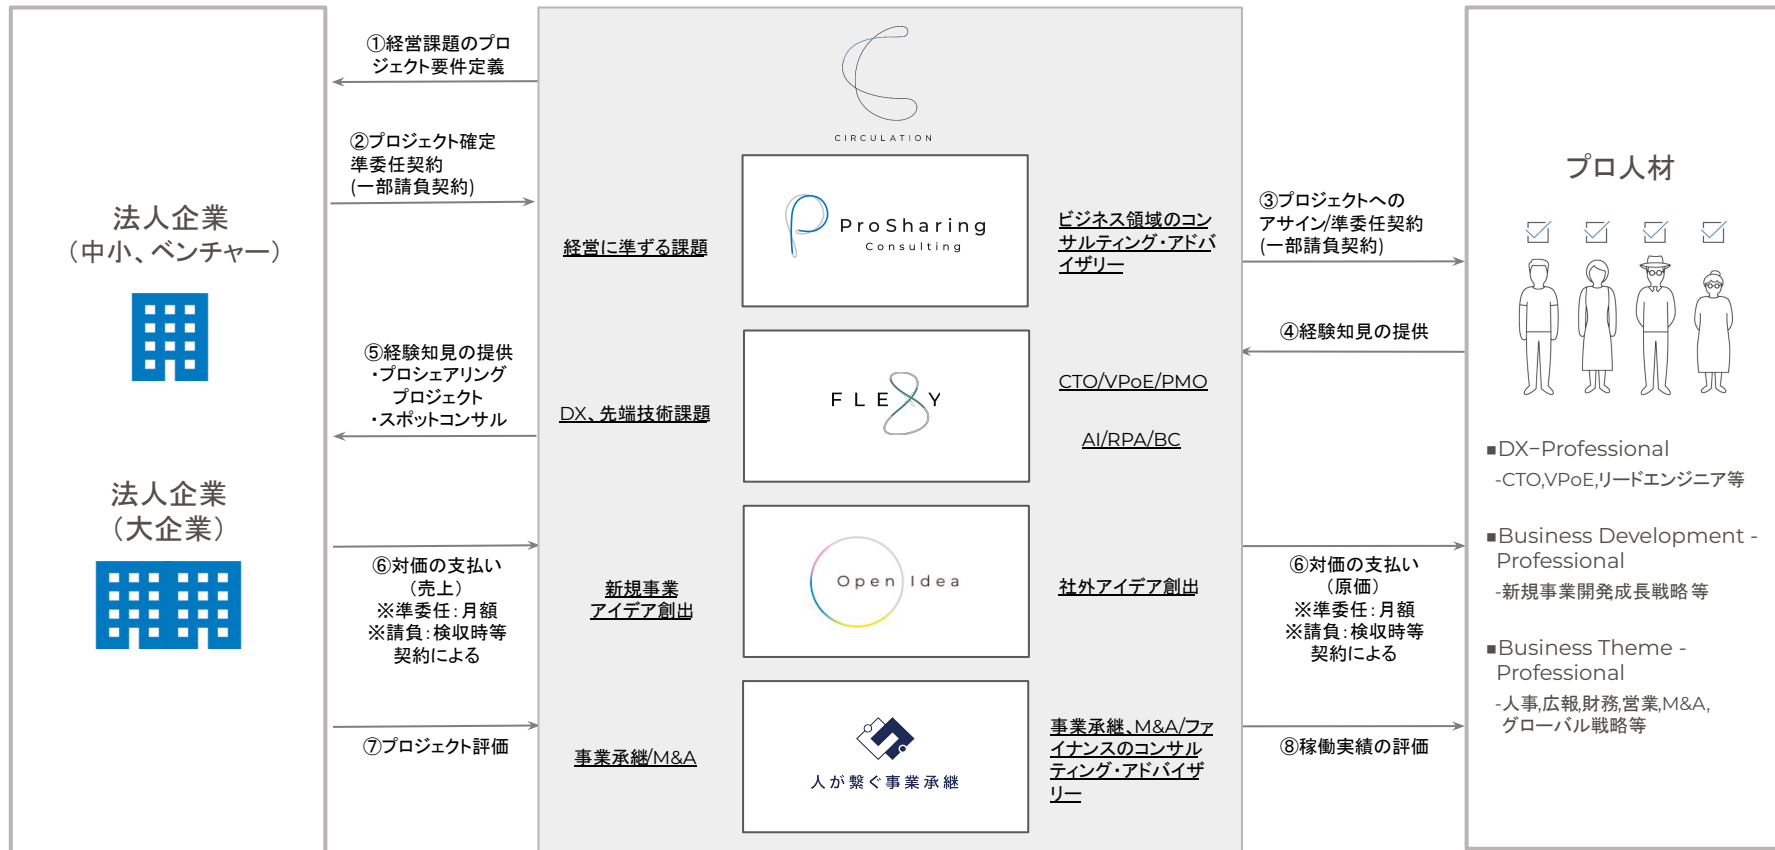 ①経営課題のプロ
ジェクト要件定義
②プロジェクト確定
準委任契約
(一部請負契約)
法人企業
（中小、ベンチャー）
⑤経験知見の提供
・プロシェアリング
プロジェクト
・スポットコンサル
法人企業
（大企業）
⑥対価の支払い
（売上）
※準委任：月額
※請負：検収時等
契約による
⑦プロジェクト評価
CIRCULATION
経営に準ずる課題
ProSharing
Consulting
ビジネス領域のコン
サルティング・アドバ
イザリー
DX、先端技術課題
FLEXY
CTO/VPoE/PMO
AI/RPA/BC
新規事業
アイデア創出
Open Idea
社外アイデア創出
事業承継/M&A
人が繋ぐ事業承継
事業承継、M&A/ファ
イナンスのコンサル
ティング・アドバイザ
リー
③プロジェクトへの
アサイン/準委任契約
(一部請負契約)
④経験知見の提供
⑥対価の支払い
（原価）
※準委任：月額
※請負：検収時等
契約による
⑧稼働実績の評価
プロ人材
■DX−Professional
-CTO,VPoE,リードエンジニア等
■Business Development -
Professional
-新規事業開発成長戦略等
■Business Theme -
Professional
-人事,広報,財務,営業,M&A,
グローバル戦略等